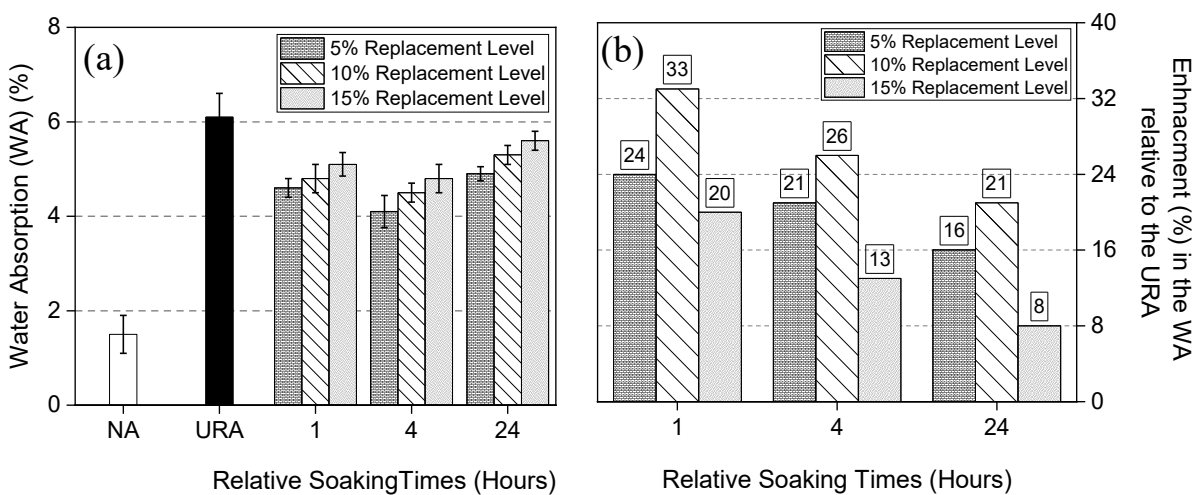 (a)
5% Replacement Level
10% Replacement Level
15% Replacement Level
Water Absorption (WA) (%)
8
6
4
2
0
NA
URA
1
4
24
Relative SoakingTimes (Hours)
(b)
5% Replacement Level
10% Replacement Level
15% Replacement Level
24
33
20
21
26
13
16
21
8
40
32
24
16
8
0
Enhnacment (%) in the WA
relative to the URA
1
4
24
Relative Soaking Times (Hours)